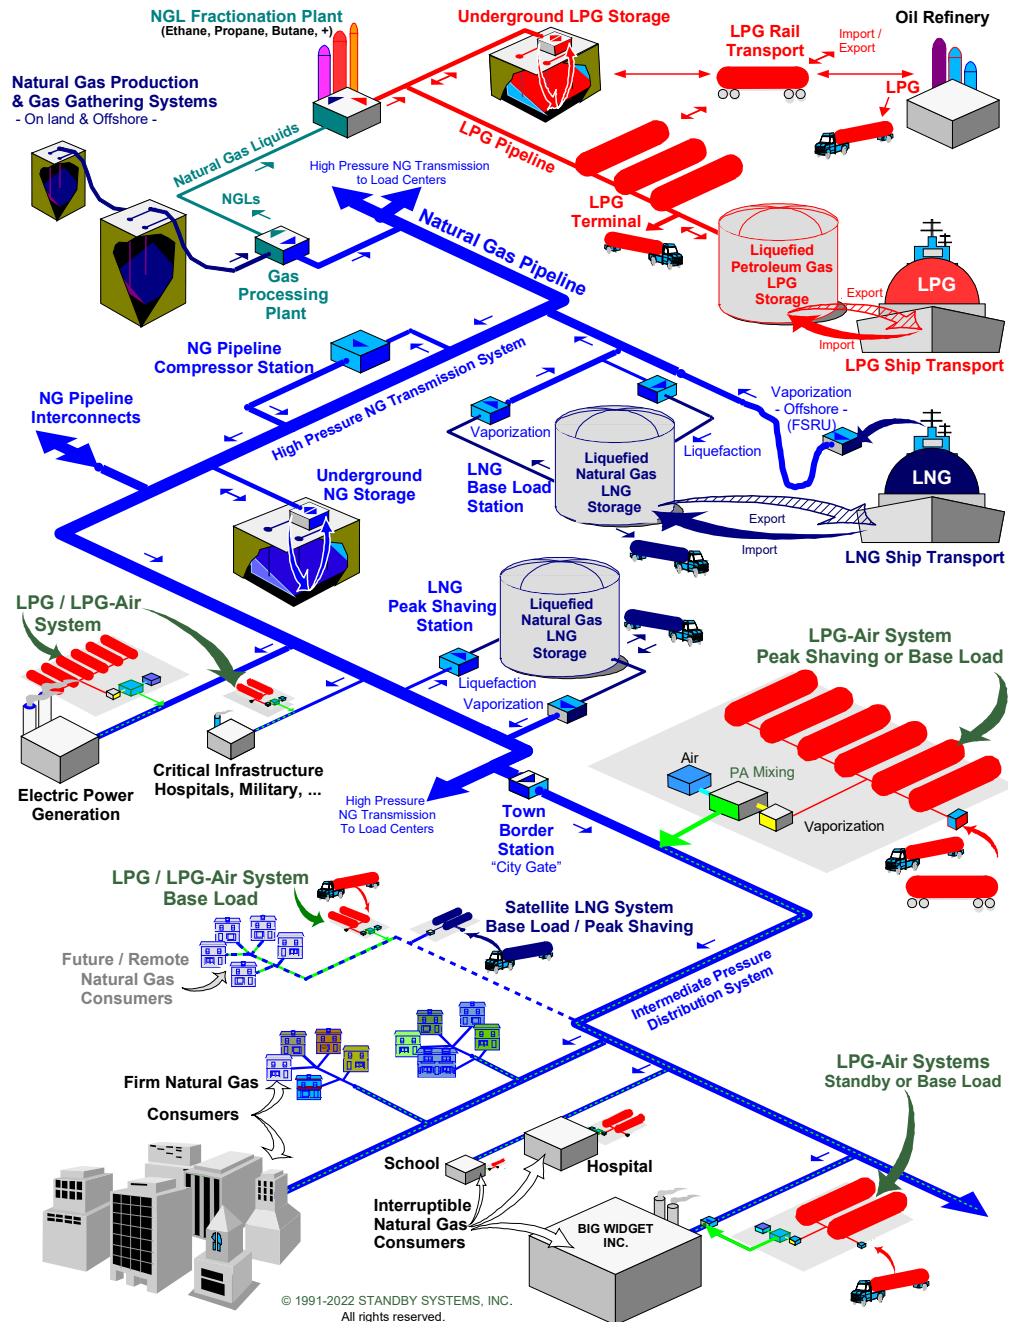 NGL Fractionation Plant
(Ethane, Propane, Butane, +)
Underground LPG Storage
Oil Refinery
LPG Rail
Transport
Import /
Export
LPG
Natural Gas Production
& Gas Gathering Systems
- On land & Offshore -
Natural Gas Liquids
LPG Pipeline
High Pressure NG Transmission
to Load Centers
NGLs
LPG
Terminal
Natural Gas Pipeline
Gas
Processing
Plant
Liquefied
Petroleum Gas
LPG
Storage
LPG
Export
Import
LPG Ship Transport
NG Pipeline
Compressor Station
High Pressure NG Transmission System
NG Pipeline
Interconnects
Vaporization
- Offshore -
(FSRU)
Vaporization
Liquefaction
LNG
Base Load
Station
Liquefied
Natural Gas
LNG
Storage
LNG
Export
Import
LNG Ship Transport
Underground
NG Storage
LNG
Peak Shaving
Station
Liquefied
Natural Gas
LNG
Storage
LPG / LPG-Air
System
LPG-Air System
Peak Shaving or Base Load
Liquefaction
Vaporization
Air
PA Mixing
Vaporization
Electric Power
Generation
Critical Infrastructure
Hospitals, Military, ...
High Pressure
NG Transmission
To Load Centers
Town
Border
Station
“City Gate”
LPG / LPG-Air System
Base Load
Satellite LNG System
Base Load / Peak Shaving
Future / Remote
Natural Gas
Consumers
Intermediate Pressure
Distribution System
LPG-Air Systems
Standby or Base Load
Firm Natural Gas
Consumers
School
Hospital
Interruptible
Natural Gas
Consumers
BIG WIDGET
INC.
© 1991-2022 STANDBY SYSTEMS, INC.
All rights reserved.